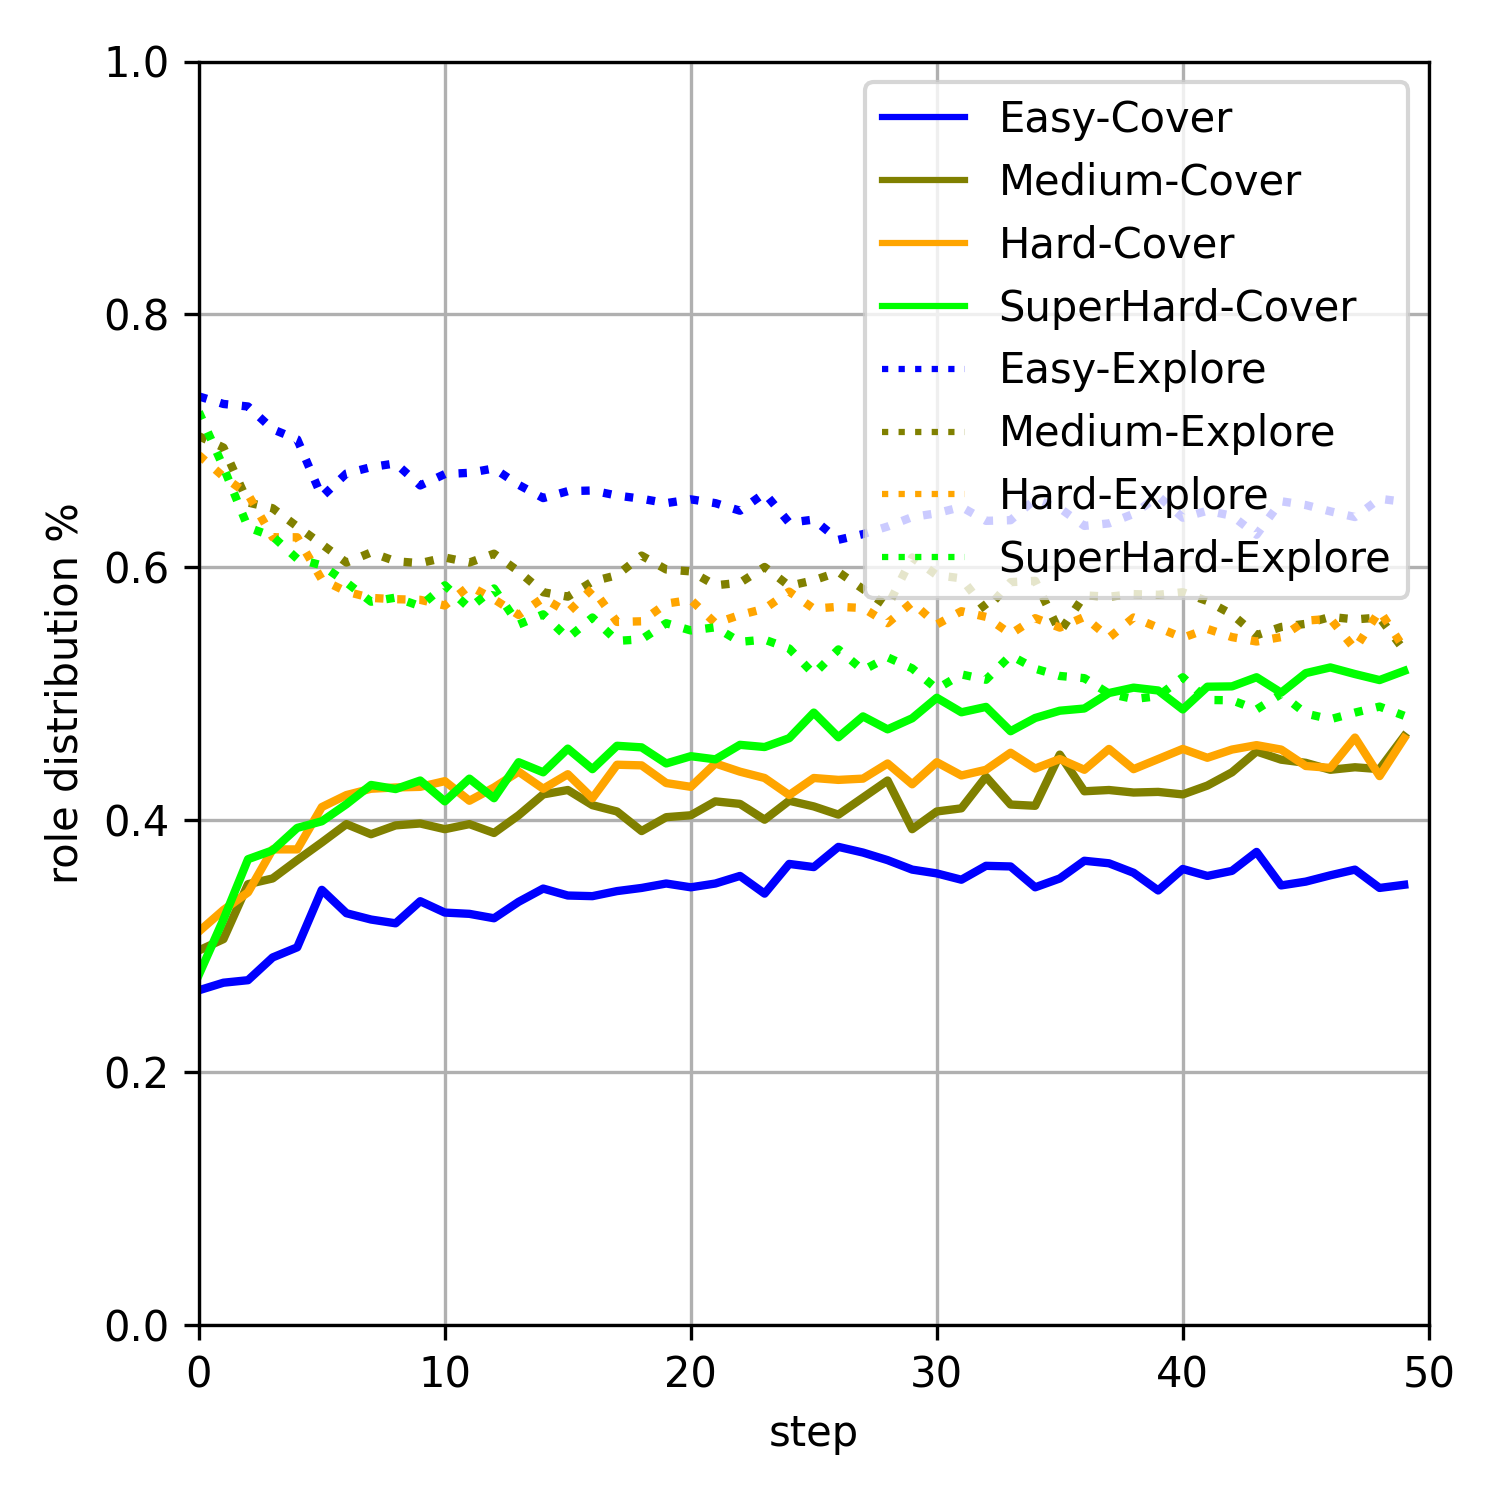 1.0
0.8
0.6
0.4
0.2
0.0
role distribution %
Easy-Cover
Medium-Cover
Hard-Cover
SuperHard-Cover
Easy-Explore
Medium-Explore
Hard-Explore
SuperHard-Explore
0 10 20 30 40 50
step